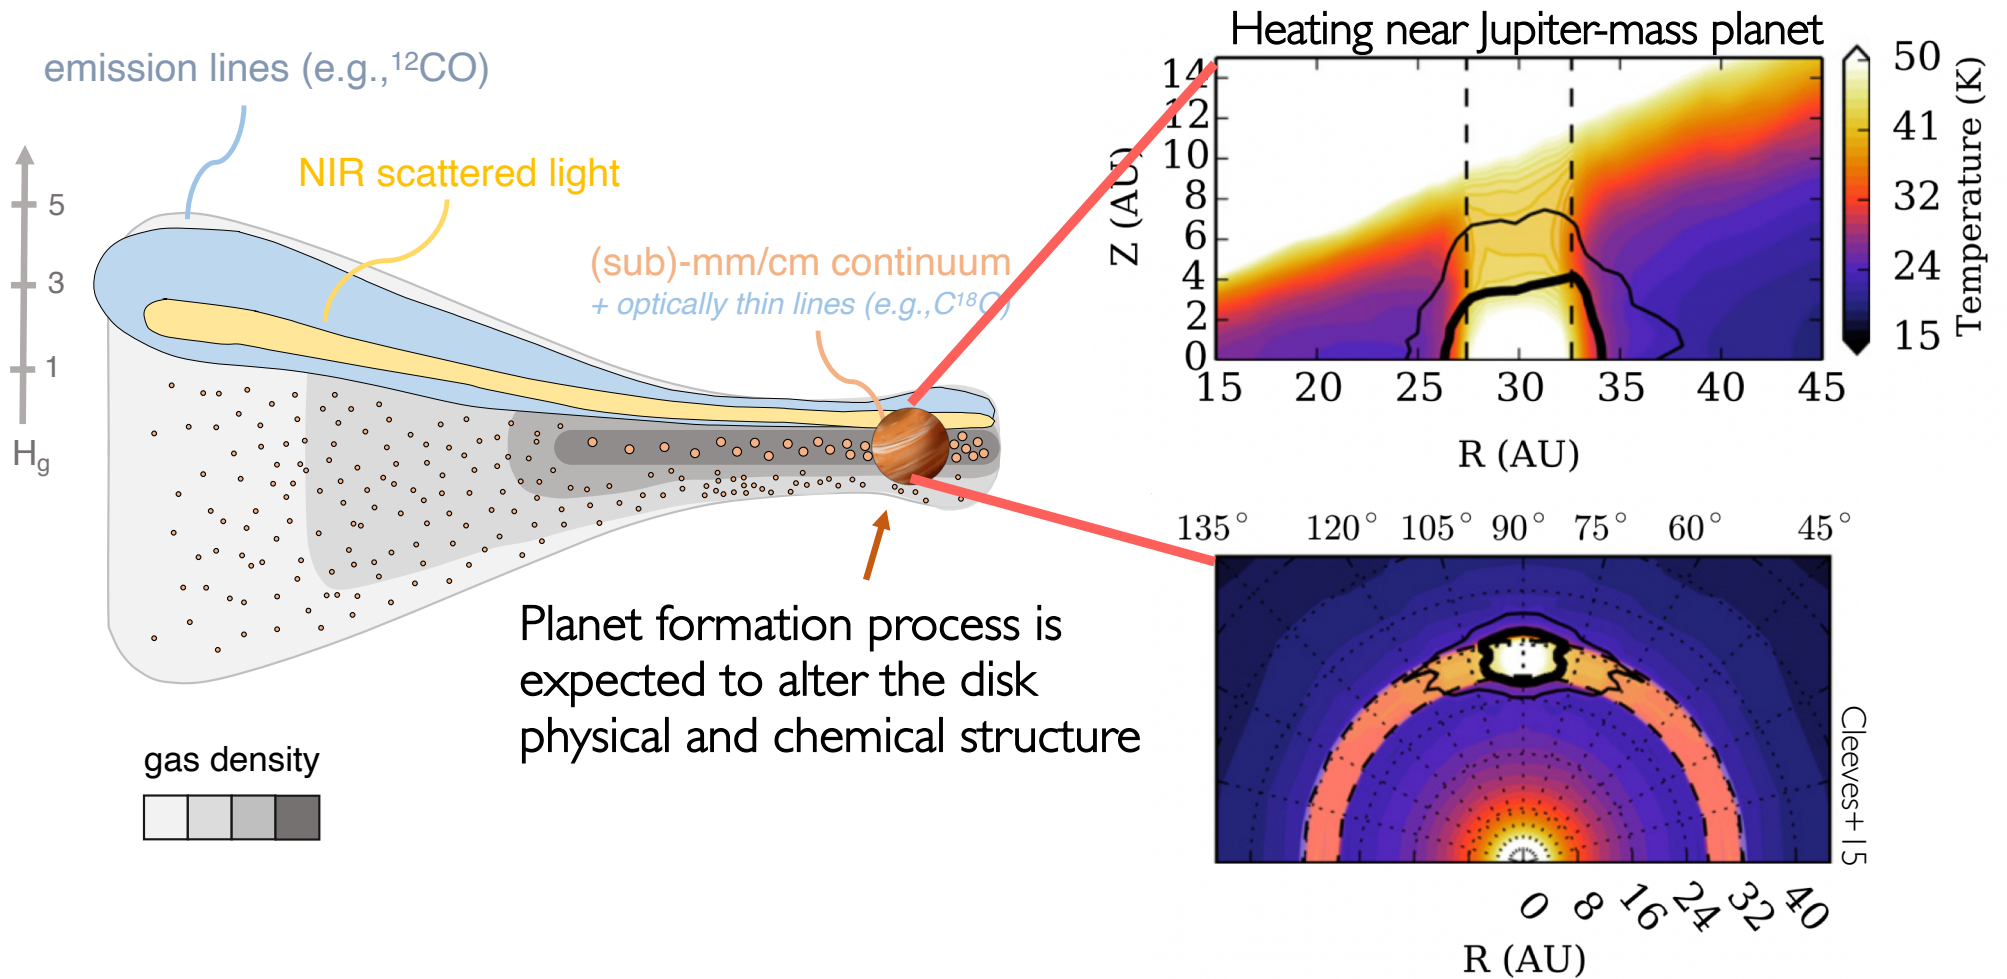 emission lines (e.g.,¹²CO)
NIR scattered light
(sub)-mm/cm continuum
+ optically thin lines (e.g.,C¹⁸O)
5
3
1
Hg
Planet formation process is
expected to alter the disk
physical and chemical structure
gas density
Heating near Jupiter-mass planet
14
12
10
8
6
4
2
0
Z (AU)
15 20 25 30 35 40 45
R (AU)
50
41
32
24
15
Temperature (K)
135° 120° 105° 90° 75° 60° 45°
0 8 16 24 32 40
R (AU)
Cleeves+15